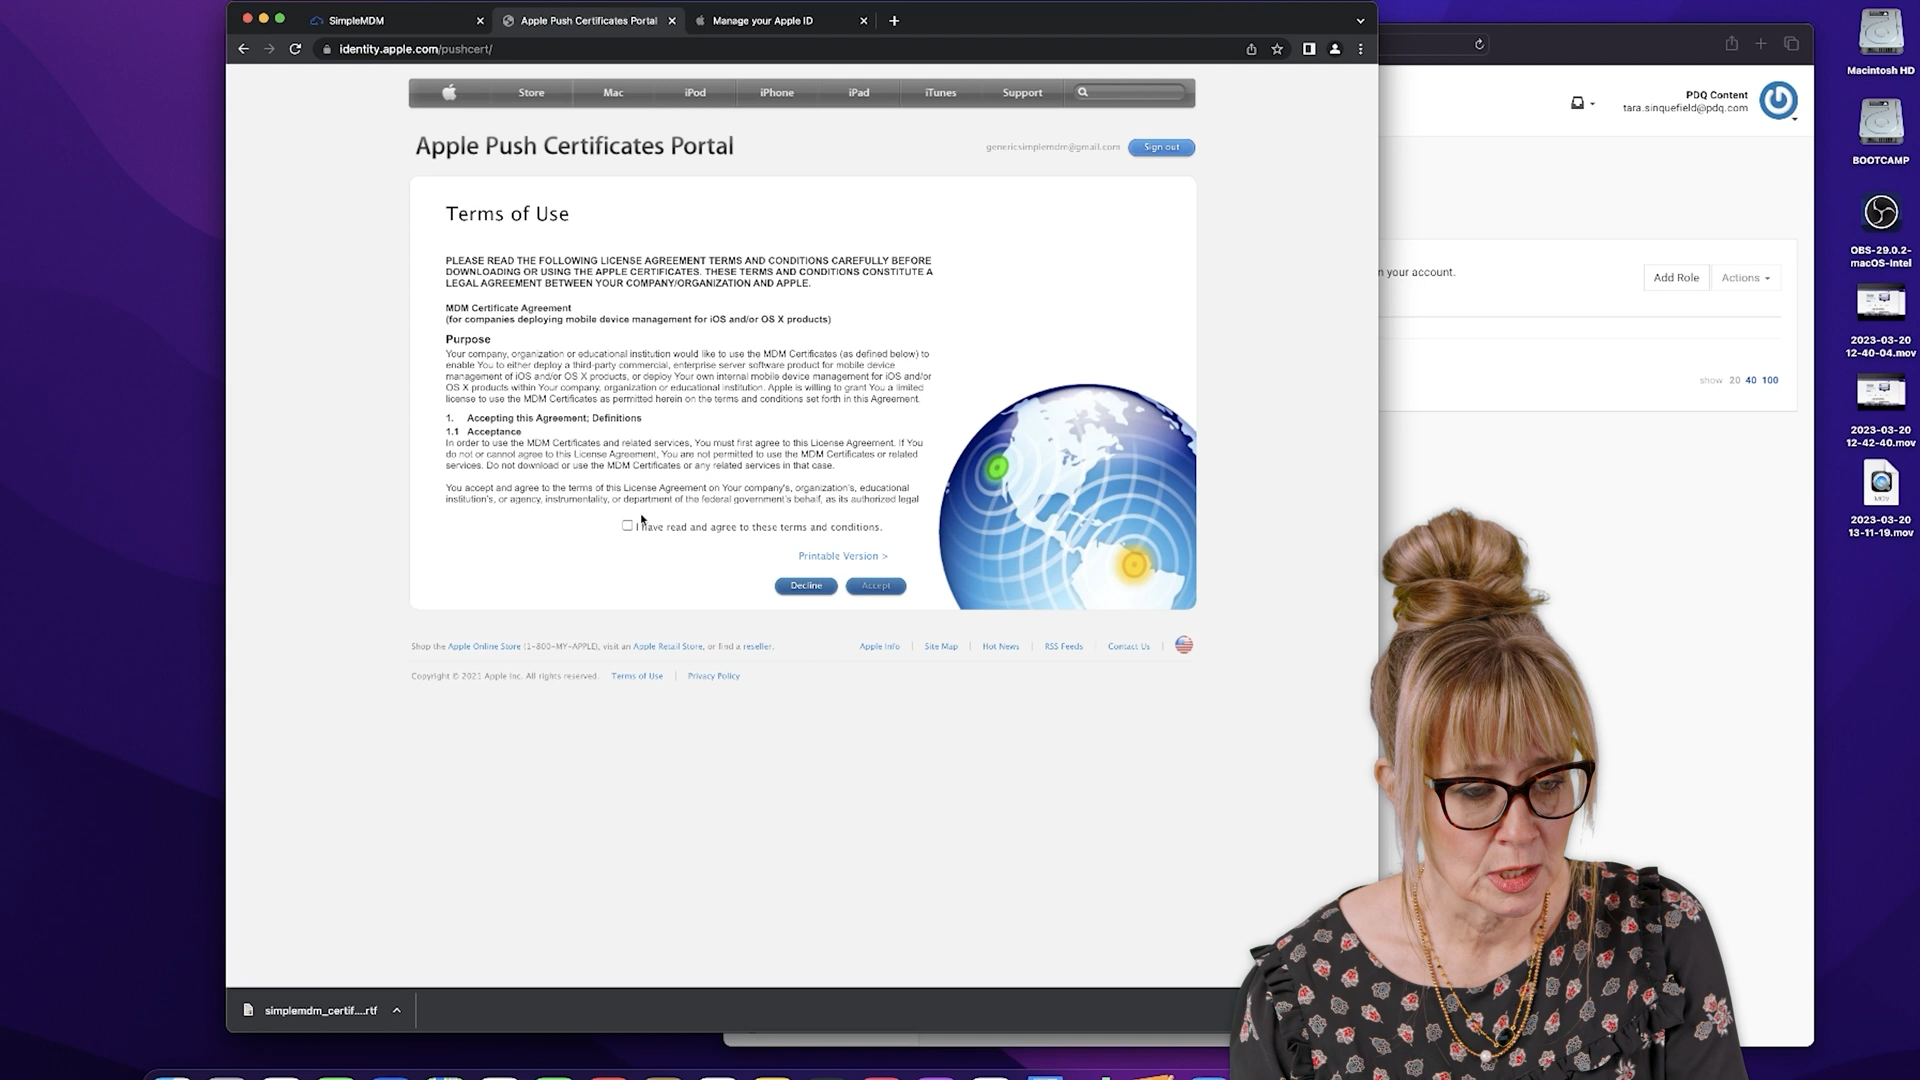 SimpleMDM
Apple Push Certificates Portal
Manage your Apple ID
identity.apple.com/pushcert/
Store
Mac
iPod
iPhone
iPad
iTunes
Support
Apple Push Certificates Portal
genericsimplemdm@gmail.com
Sign out
Terms of Use
PLEASE READ THE FOLLOWING LICENSE AGREEMENT TERMS AND CONDITIONS CAREFULLY BEFORE
DOWNLOADING OR USING THE APPLE CERTIFICATES. THESE TERMS AND CONDITIONS CONSTITUTE A
LEGAL AGREEMENT BETWEEN YOUR COMPANY/ORGANIZATION AND APPLE.
MDM Certificate Agreement
(for companies deploying mobile device management for iOS and/or OS X products)
Purpose
Your company, organization or educational institution would like to use the MDM Certificates (as defined below) to
enable You to either deploy a third-party commercial, enterprise server software product for mobile device
management of iOS and/or OS X products, or deploy Your own internal mobile device management for iOS and/or
OS X products within Your company, organization or educational institution. Apple is willing to grant You a limited
license to use the MDM Certificates as permitted herein on the terms and conditions set forth in this Agreement.
1. Accepting this Agreement; Definitions
1.1 Acceptance
In order to use the MDM Certificates and related services, You must first agree to this License Agreement. If You
do not or cannot agree to this License Agreement, You are not permitted to use the MDM Certificates or related
services. Do not download or use the MDM Certificates or any related services in that case.
You accept and agree to the terms of this License Agreement on Your company's, organization's, educational
institution's, or agency, instrumentality, or department of the federal government's behalf, as its authorized legal
I have read and agree to these terms and conditions.
Printable Version >
Decline
Accept
Shop the Apple Online Store (1-800-MY-APPLE), visit an Apple Retail Store, or find a reseller.
Apple Info
Site Map
Hot News
RSS Feeds
Contact Us
Copyright © 2021 Apple Inc. All rights reserved.
Terms of Use
Privacy Policy
simplemdm_certif....rtf
PDQ Content
tara.sinquefield@pdq.com
n your account.
Add Role
Actions
show 20 40 100
Macintosh HD
BOOTCAMP
OBS-29.0.2-
macOS-Intel
2023-03-20
12-40-04.mov
2023-03-20
12-42-40.mov
MOV
2023-03-20
13-11-19.mov